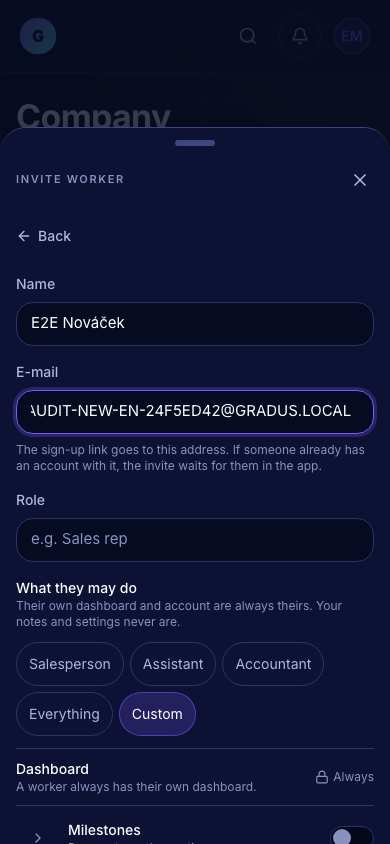 G
EM
Company
INVITE WORKER
Back
Name
E2E Nováček
E-mail
AUDIT-NEW-EN-24F5ED42@GRADUS.LOCAL
The sign-up link goes to this address. If someone already has
an account with it, the invite waits for them in the app.
Role
e.g. Sales rep
What they may do
Their own dashboard and account are always theirs. Your
notes and settings never are.
Salesperson Assistant Accountant
Everything Custom
Dashboard
Always
A worker always has their own dashboard.
Milestones